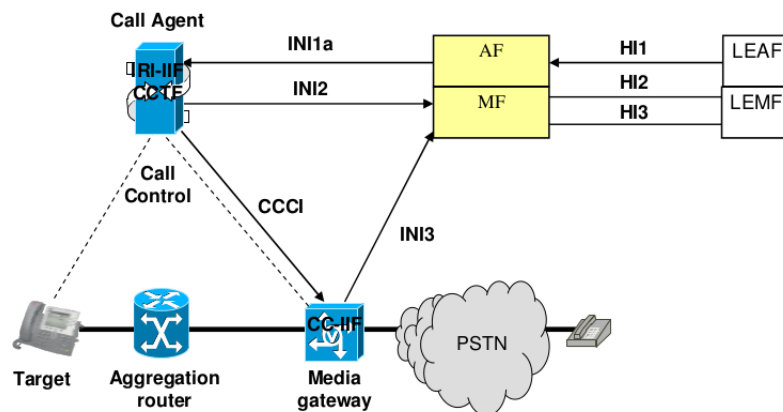 Call Agent
INI1a
AF
HI1
LEAF
IRI-IIF
CCTF
INI2
MF
HI2
HI3
LEMF
Call
Control
CCCI
INI3
CC-IIF
PSTN
Target
Aggregation
router
Media
gateway